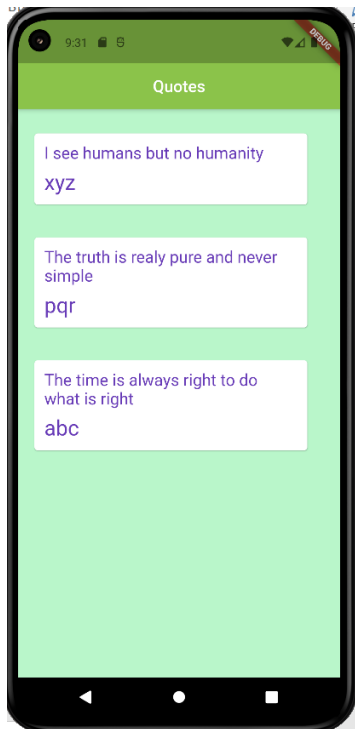 9:31
DEBUG
Quotes
I see humans but no humanity
xyz
The truth is realy pure and never
simple
pqr
The time is always right to do
what is right
abc